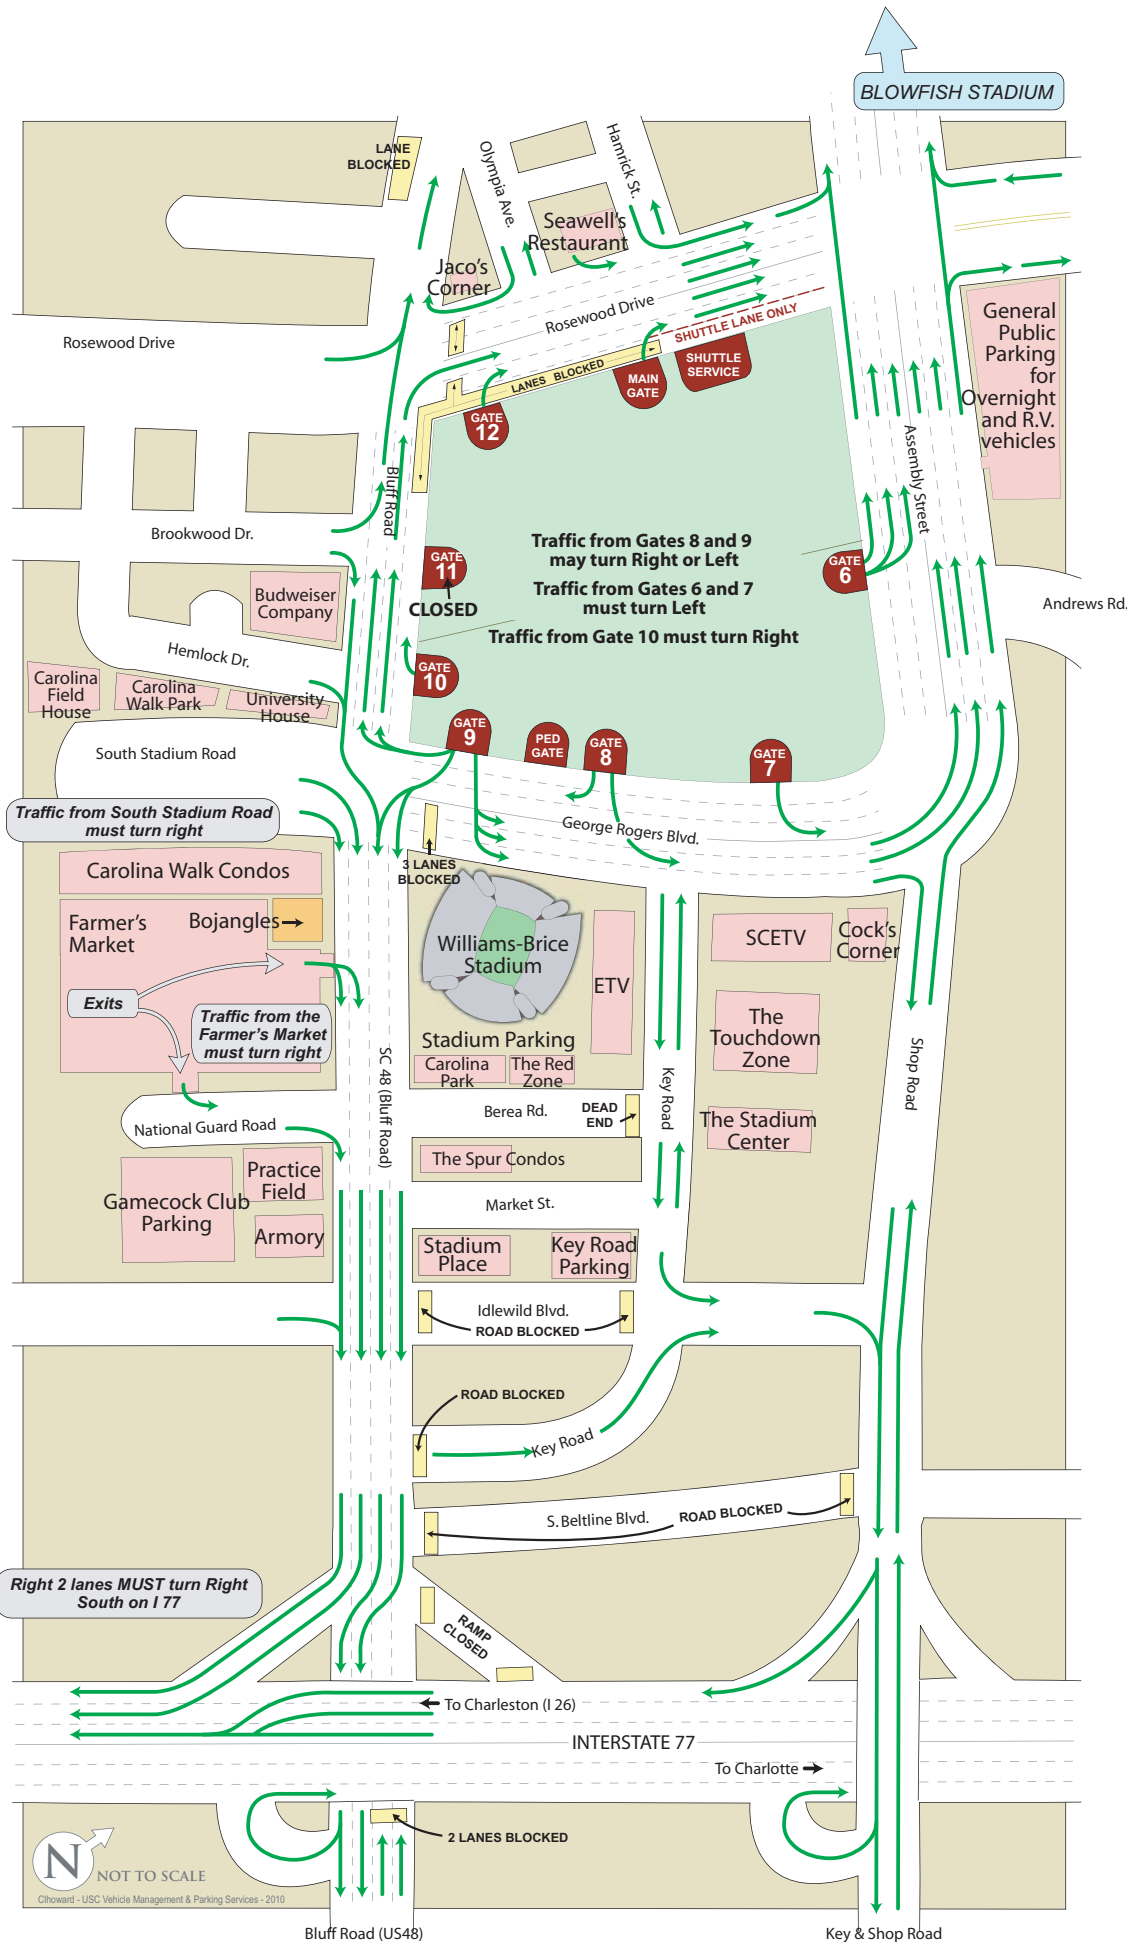 BLOWFISH STADIUM
LANE
BLOCKED
Olympia Ave.
Hamrick St.
Seawell's
Restaurant
Jaco's
Corner
Rosewood Drive
Rosewood Drive
SHUTTLE LANE ONLY
LANES BLOCKED
MAIN
GATE
SHUTTLE
SERVICE
GATE
12
General
Public
Parking
for
Overnight
and R.V.
vehicles
Bluff Road
Assembly Street
Brookwood Dr.
Traffic from Gates 8 and 9
may turn Right or Left
Traffic from Gates 6 and 7
must turn Left
Traffic from Gate 10 must turn Right
GATE
11
CLOSED
GATE
6
Andrews Rd.
Budweiser
Company
Hemlock Dr.
GATE
10
Carolina
Field
House
Carolina
Walk Park
University
House
GATE
9
PED
GATE
GATE
8
GATE
7
South Stadium Road
Traffic from South Stadium Road
must turn right
George Rogers Blvd.
3 LANES
BLOCKED
Carolina Walk Condos
Farmer's
Market
Bojangles
Williams-Brice
Stadium
ETV
SCETV
Cock's
Corner
Exits
Traffic from the
Farmer's Market
must turn right
Stadium Parking
Carolina
Park
The Red
Zone
The
Touchdown
Zone
SC 48 (Bluff Road)
Key Road
Shop Road
Berea Rd.
DEAD
END
National Guard Road
The Stadium
Center
The Spur Condos
Practice
Field
Gamecock Club
Parking
Armory
Market St.
Stadium
Place
Key Road
Parking
Idlewild Blvd.
ROAD BLOCKED
ROAD BLOCKED
Key Road
S. Beltline Blvd.
ROAD BLOCKED
Right 2 lanes MUST turn Right
South on I 77
RAMP
CLOSED
To Charleston (I 26)
INTERSTATE 77
To Charlotte
2 LANES BLOCKED
N
NOT TO SCALE
Clhoward - USC Vehicle Management & Parking Services - 2010
Bluff Road (US48)
Key & Shop Road